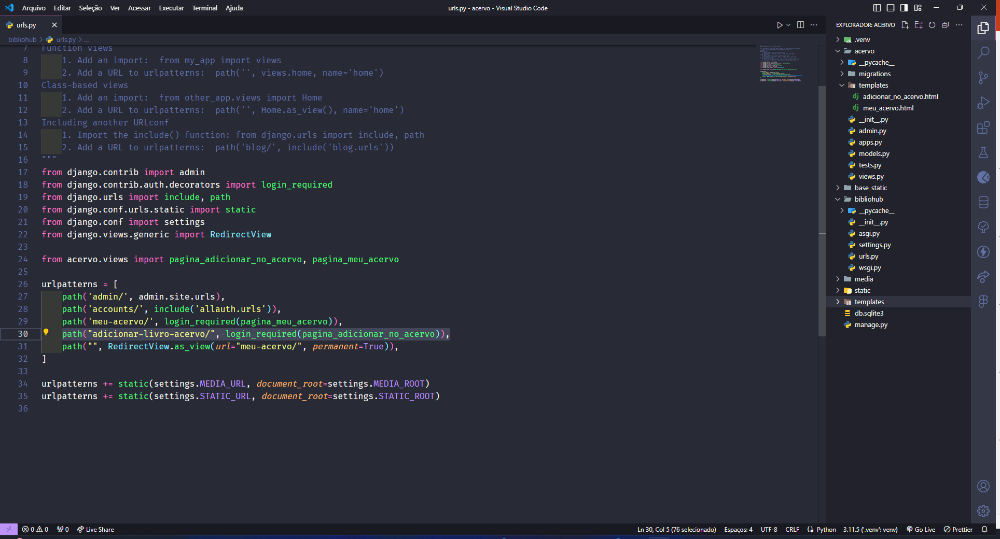 Arquivo Editar Seleção Ver Acessar Executar Terminal Ajuda
urls.py - acervo - Visual Studio Code
urls.py
bibliohub > urls.py > ...
7 Function views
8 1. Add an import:  from my_app import views
9 2. Add a URL to urlpatterns:  path('', views.home, name='home')
10 Class-based views
11 1. Add an import:  from other_app.views import Home
12 2. Add a URL to urlpatterns:  path('', Home.as_view(), name='home')
13 Including another URLconf
14 1. Import the include() function: from django.urls import include, path
15 2. Add a URL to urlpatterns:  path('blog/', include('blog.urls'))
16 """
17 from django.contrib import admin
18 from django.contrib.auth.decorators import login_required
19 from django.urls import include, path
20 from django.conf.urls.static import static
21 from django.conf import settings
22 from django.views.generic import RedirectView
23
24 from acervo.views import pagina_adicionar_no_acervo, pagina_meu_acervo
25
26 urlpatterns = [
27 path('admin/', admin.site.urls),
28 path('accounts/', include('allauth.urls')),
29 path('meu-acervo/', login_required(pagina_meu_acervo)),
30 path("adicionar-livro-acervo/", login_required(pagina_adicionar_no_acervo)),
31 path("", RedirectView.as_view(url="meu-acervo/", permanent=True)),
32 ]
33
34 urlpatterns += static(settings.MEDIA_URL, document_root=settings.MEDIA_ROOT)
35 urlpatterns += static(settings.STATIC_URL, document_root=settings.STATIC_ROOT)
36
EXPLORADOR: ACERVO
.venv
acervo
__pycache__
migrations
templates
adicionar_no_acervo.html
meu_acervo.html
__init__.py
admin.py
apps.py
models.py
tests.py
views.py
base_static
bibliohub
__pycache__
__init__.py
asgi.py
settings.py
urls.py
wsgi.py
media
static
templates
db.sqlite3
manage.py
0 0 0 Live Share
Ln 30, Col 5 (76 selecionado) Espaços: 4 UTF-8 CRLF Python 3.11.5 ('.venv': venv) Go Live Prettier